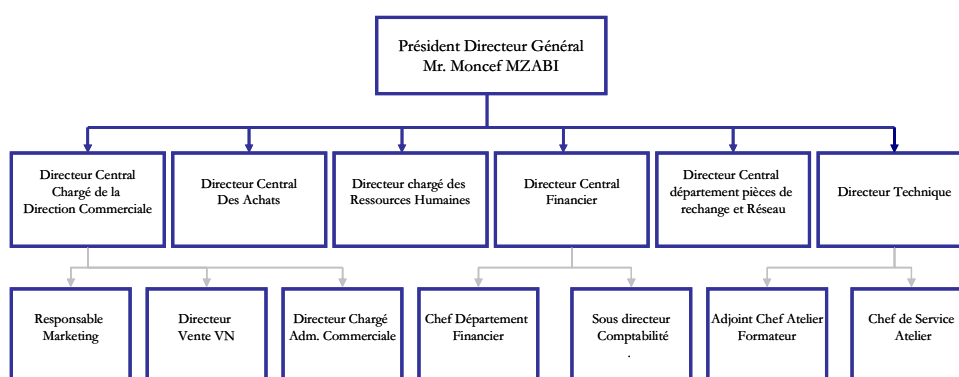 Président Directeur Général
Mr. Moncef MZABI
Directeur Central
Chargé de la
Direction Commerciale
Directeur Central
Des Achats
Directeur chargé des
Ressources Humaines
Directeur Central
Financier
Directeur Central
département pièces de
rechange et Réseau
Directeur Technique
Responsable
Marketing
Directeur
Vente VN
Directeur Chargé
Adm. Commerciale
Chef Département
Financier
Sous directeur
Comptabilité
.
Adjoint Chef Atelier
Formateur
Chef de Service
Atelier